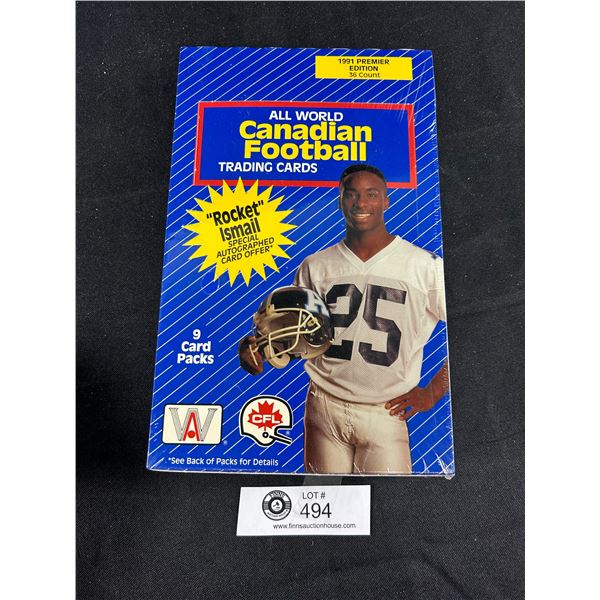 1991 PREMIER
EDITION
36 Count
ALL WORLD
Canadian
Football
TRADING CARDS
"Rocket"
Ismail
SPECIAL
AUTOGRAPHED
CARD OFFER*
25
9
Card
Packs
AW
CFL
*See Back of Packs for Details
LOT #
494
www.finnsauctionhouse.com